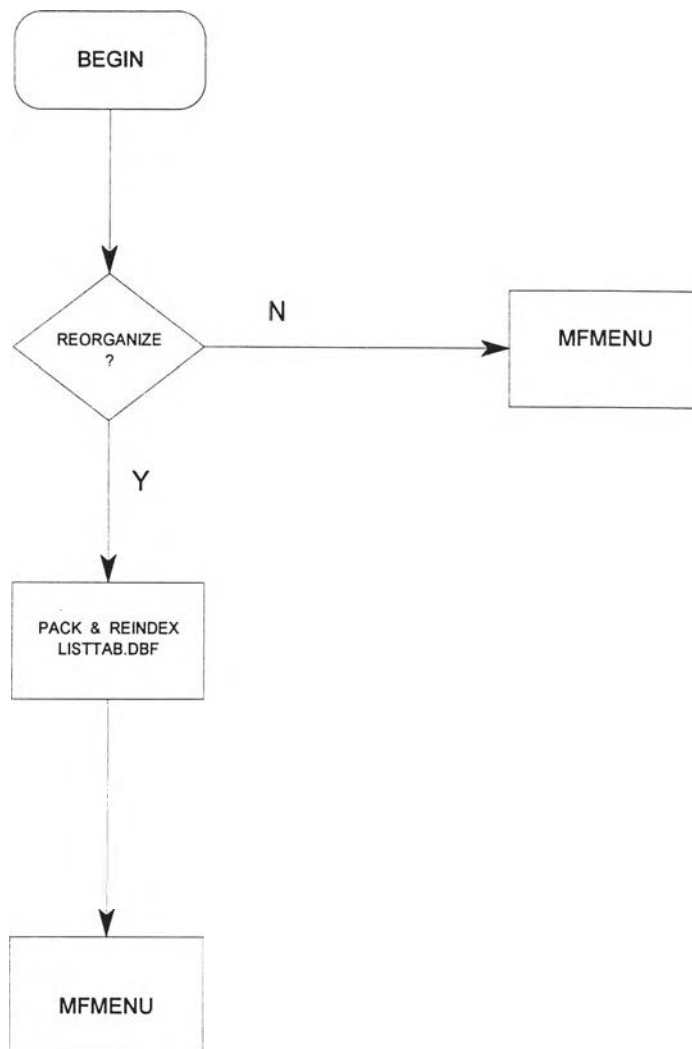 BEGIN
REORGANIZE
?
N
MFMENU
Y
PACK & REINDEX
LISTTAB.DBF
MFMENU